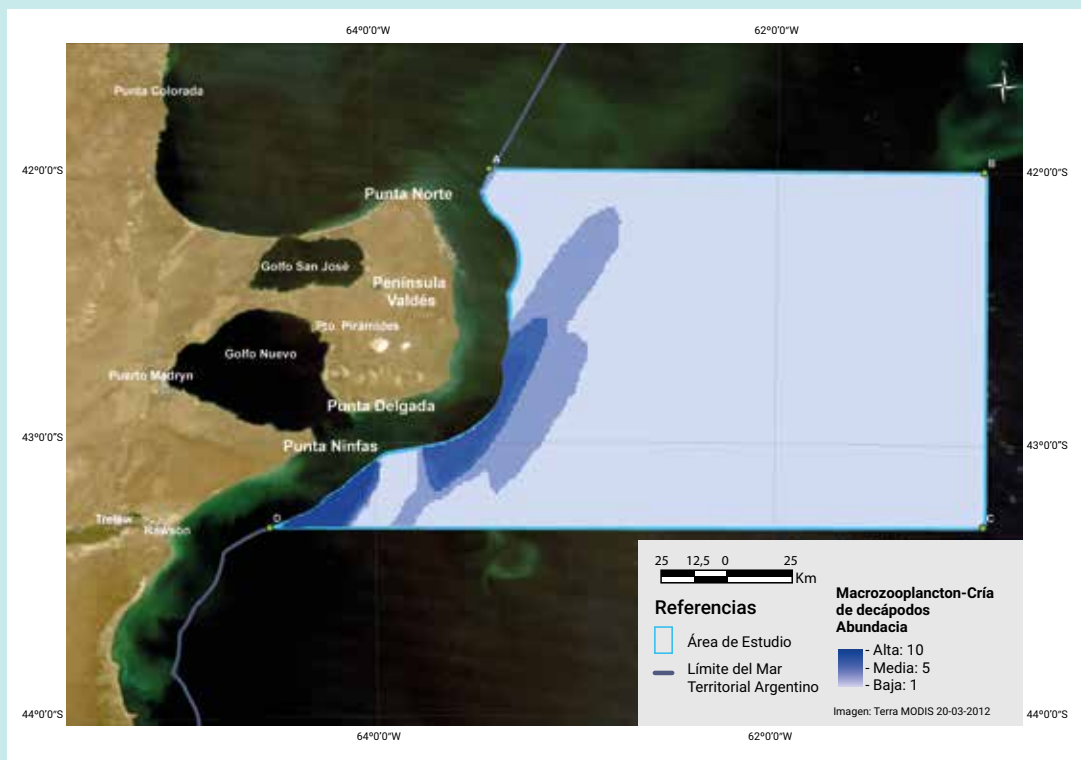 64°0'0"W
62°0'0"W
Punta Colorada
42°0'0"S
A
B
42°0'0"S
Punta Norte
Golfo San José
Península
Valdés
Pto. Pirámides
Golfo Nuevo
Puerto Madryn
Punta Delgada
43°0'0"S
Punta Ninfas
43°0'0"S
D
C
Trelew
Rawson
25 12,5 0 25
Km
Referencias
Área de Estudio
Límite del Mar
Territorial Argentino
Macrozooplancton-Cría
de decápodos
Abundacia
- Alta: 10
- Media: 5
- Baja: 1
Imagen: Terra MODIS 20-03-2012
44°0'0"S
44°0'0"S
64°0'0"W
62°0'0"W